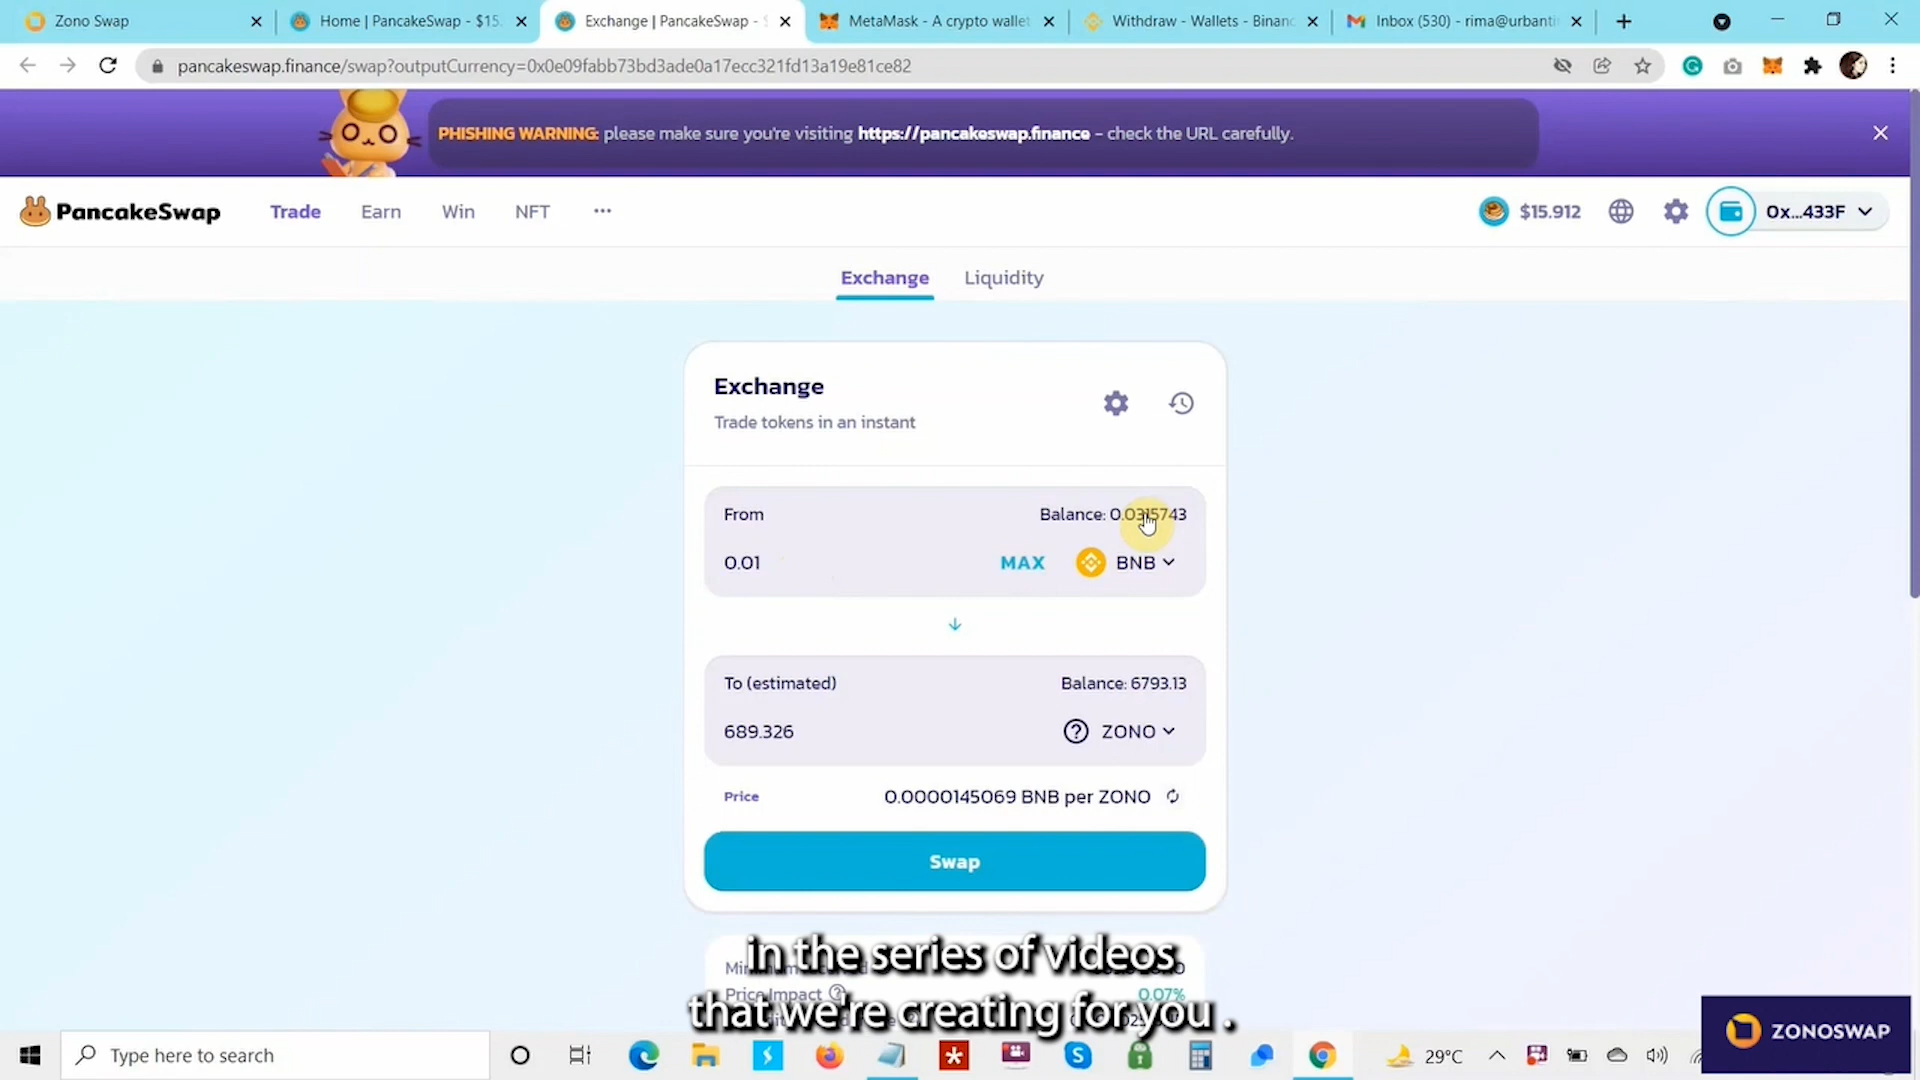 Zono Swap
Home | PancakeSwap - $15.
Exchange | PancakeSwap - $
MetaMask - A crypto wallet
Withdraw - Wallets - Binanc
Inbox (530) - rima@urbanti
pancakeswap.finance/swap?outputCurrency=0x0e09fabb73bd3ade0a17ecc321fd13a19e81ce82
PHISHING WARNING: please make sure you're visiting https://pancakeswap.finance - check the URL carefully.
PancakeSwap
Trade
Earn
Win
NFT
$15.912
0x...433F
Exchange
Liquidity
Exchange
Trade tokens in an instant
From
Balance: 0.0315743
0.01
MAX
BNB
To (estimated)
Balance: 6793.13
689.326
ZONO
Price
0.0000145069 BNB per ZONO
Swap
Price Impact
0.07%
in the series of videos
that we're creating for you .
Type here to search
29°C
ZONOSWAP